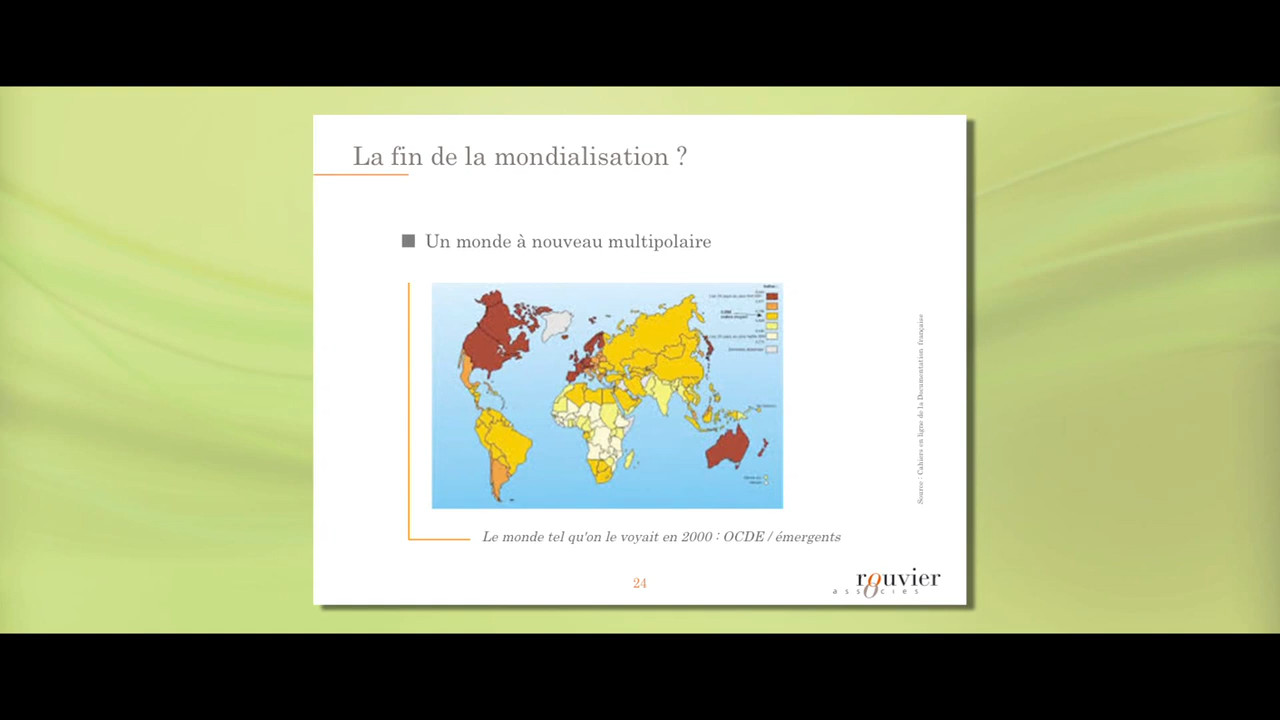 La fin de la mondialisation ?
■ Un monde à nouveau multipolaire
Source : Cahiers en ligne de la Documentation française
Le monde tel qu'on le voyait en 2000 : OCDE / émergents
24
rouvier
associés